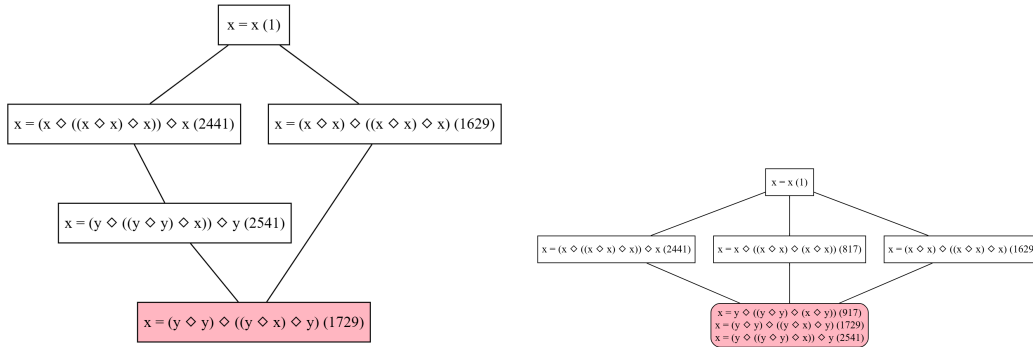 x = x (1)
x = (x ◇ ((x ◇ x) ◇ x)) ◇ x (2441)
x = (x ◇ x) ◇ ((x ◇ x) ◇ x) (1629)
x = (y ◇ ((y ◇ y) ◇ x)) ◇ y (2541)
x = (y ◇ y) ◇ ((y ◇ x) ◇ y) (1729)
x = x (1)
x = (x ◇ ((x ◇ x) ◇ x)) ◇ x (2441)
x = x ◇ ((x ◇ x) ◇ (x ◇ x)) (817)
x = (x ◇ x) ◇ ((x ◇ x) ◇ x) (1629
x = y ◇ ((y ◇ y) ◇ (x ◇ y)) (917)
x = (y ◇ y) ◇ ((y ◇ x) ◇ y) (1729)
x = (y ◇ ((y ◇ y) ◇ x)) ◇ y (2541)